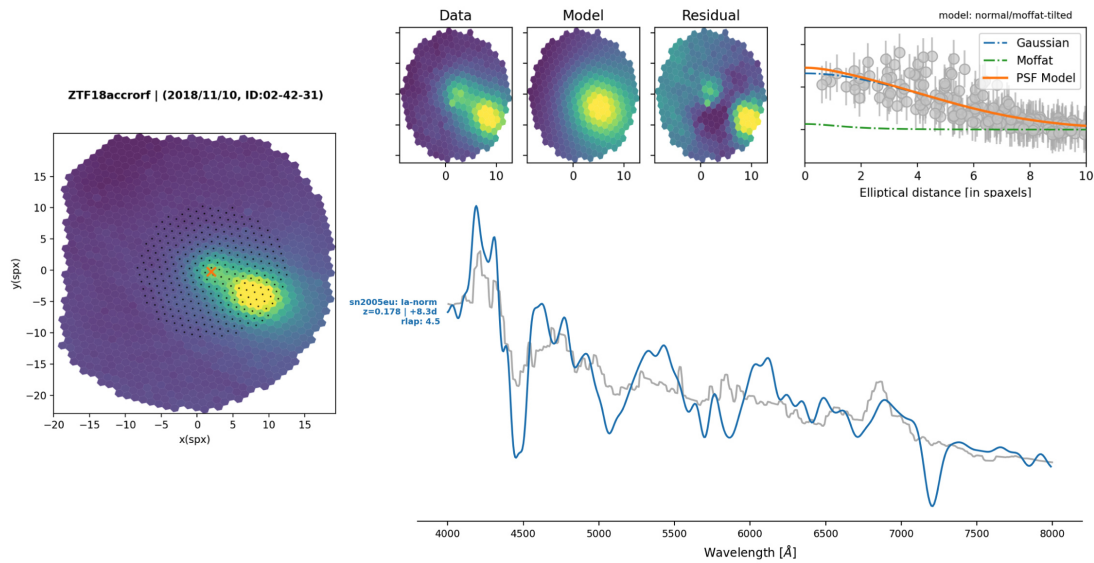 Data
Model
Residual
model: normal/moffat-tilted
ZTF18accrorf | (2018/11/10, ID:02-42-31)
Gaussian
Moffat
PSF Model
0
10
0
10
0
10
0
2
4
6
8
10
Elliptical distance [in spaxels]
15
10
5
0
−5
−10
−15
−20
y(spx)
−20
−15
−10
−5
0
5
10
15
x(spx)
sn2005eu: Ia-norm
z=0.178 | +8.3d
rlap: 4.5
4000
4500
5000
5500
6000
6500
7000
7500
8000
Wavelength [Å]